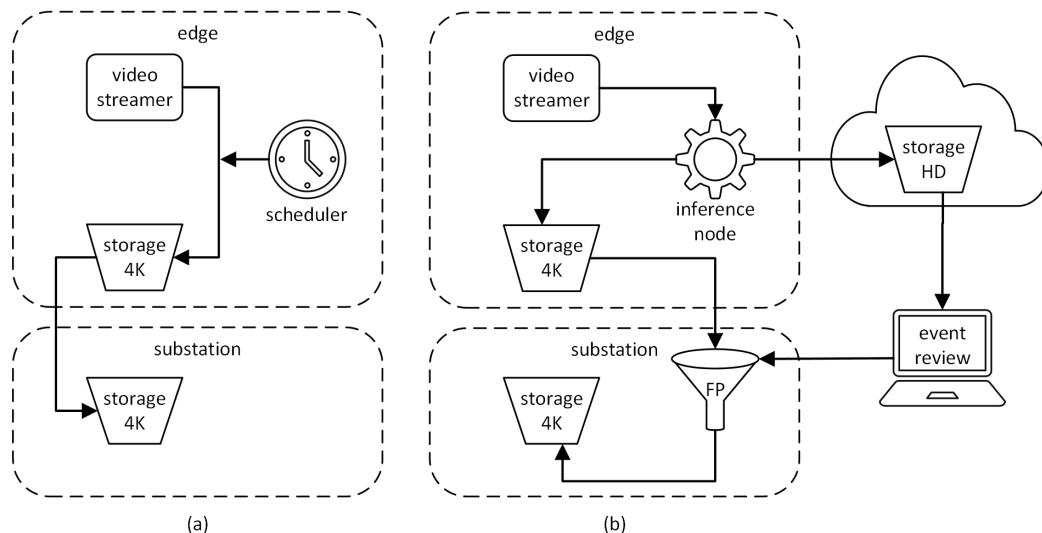 edge
video
streamer
scheduler
storage
4K
substation
storage
4K
(a)
edge
video
streamer
inference
node
storage
4K
storage
HD
substation
FP
storage
4K
event
review
(b)